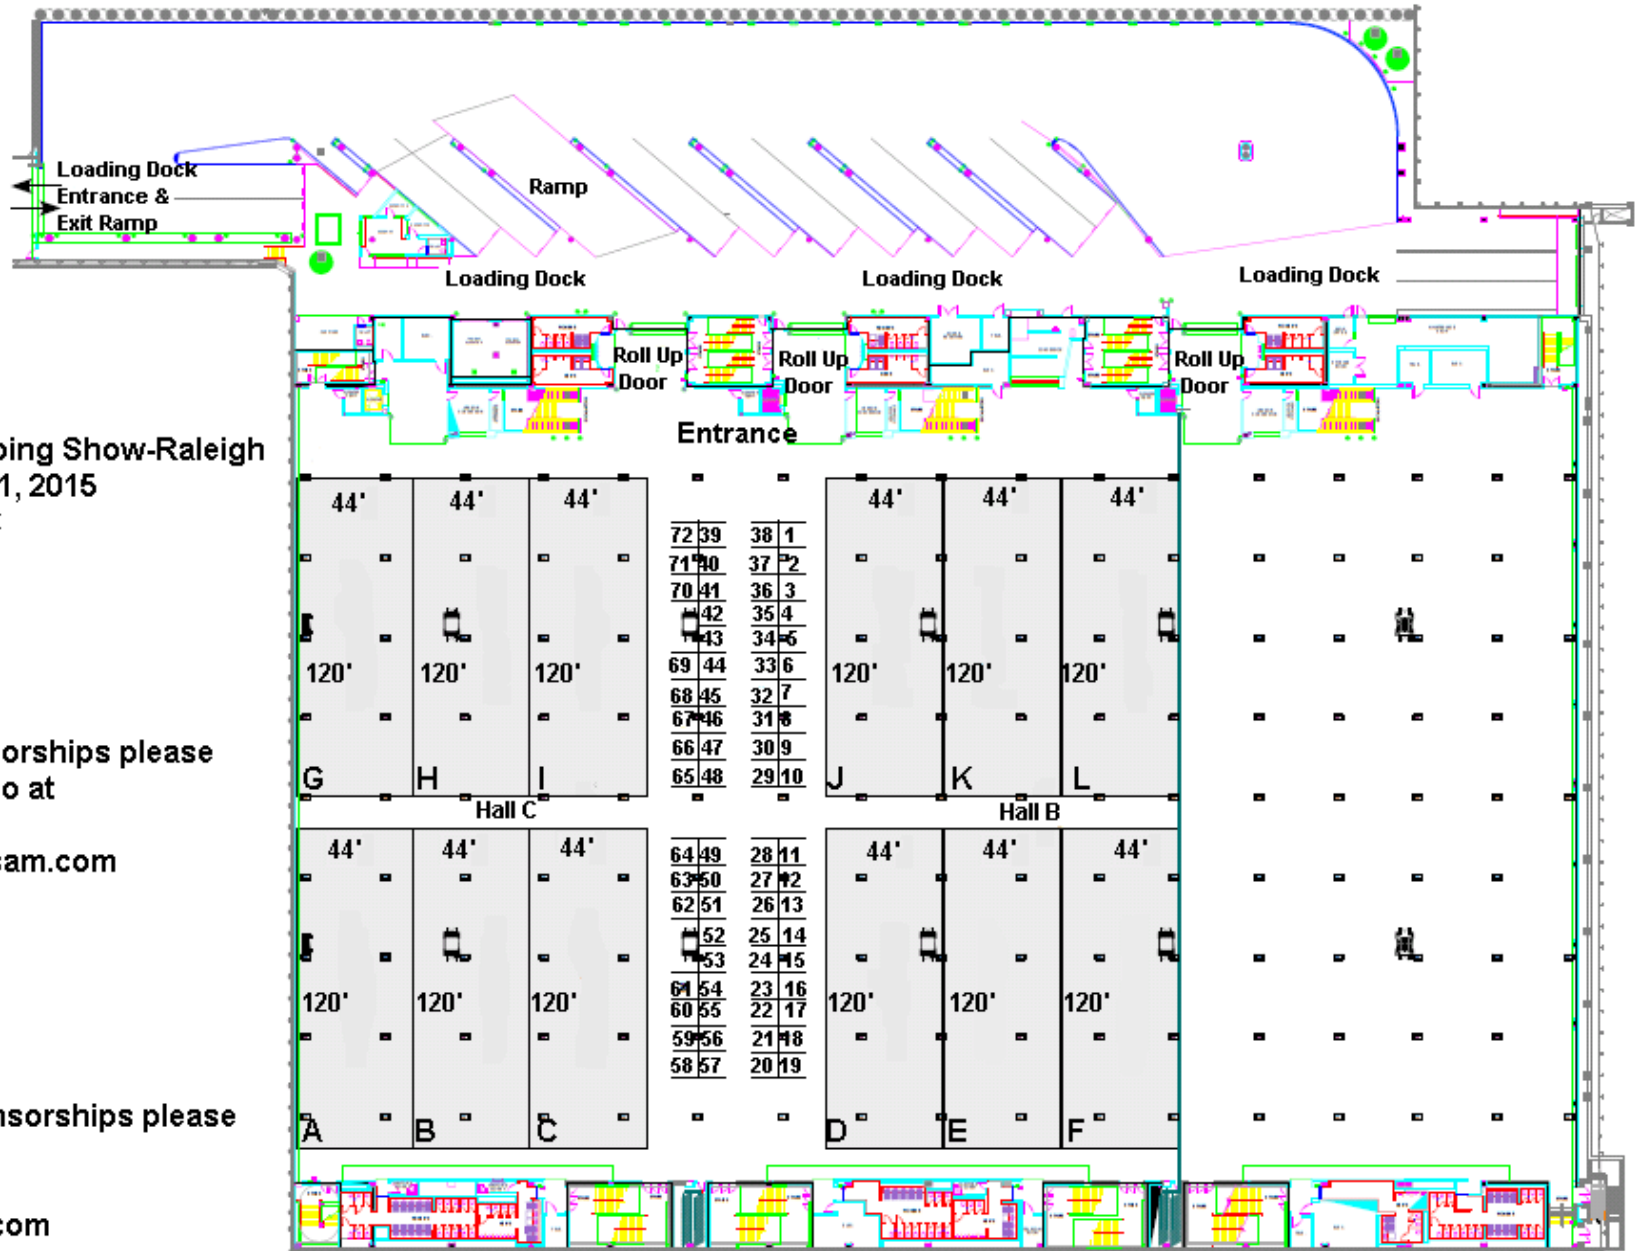 Loading Dock
Entrance &
Exit Ramp
Ramp
Loading Dock
Loading Dock
Loading Dock
Roll Up
Door
Roll Up
Door
Roll Up
Door
Entrance
ping Show-Raleigh
1, 2015
44'
44'
44'
44'
44'
44'
72 39 38 1
71 40 37 2
70 41 36 3
42 35 4
43 34 5
69 44 33 6
68 45 32 7
67 46 31 8
66 47 30 9
65 48 29 10
120'
120'
120'
120'
120'
120'
G
H
I
J
K
L
orships please
o at
sam.com
Hall C
Hall B
44'
44'
44'
44'
44'
44'
64 49 28 11
63 50 27 12
62 51 26 13
52 25 14
53 24 15
61 54 23 16
60 55 22 17
59 56 21 18
58 57 20 19
120'
120'
120'
120'
120'
120'
A
B
C
D
E
F
nsorships please
com